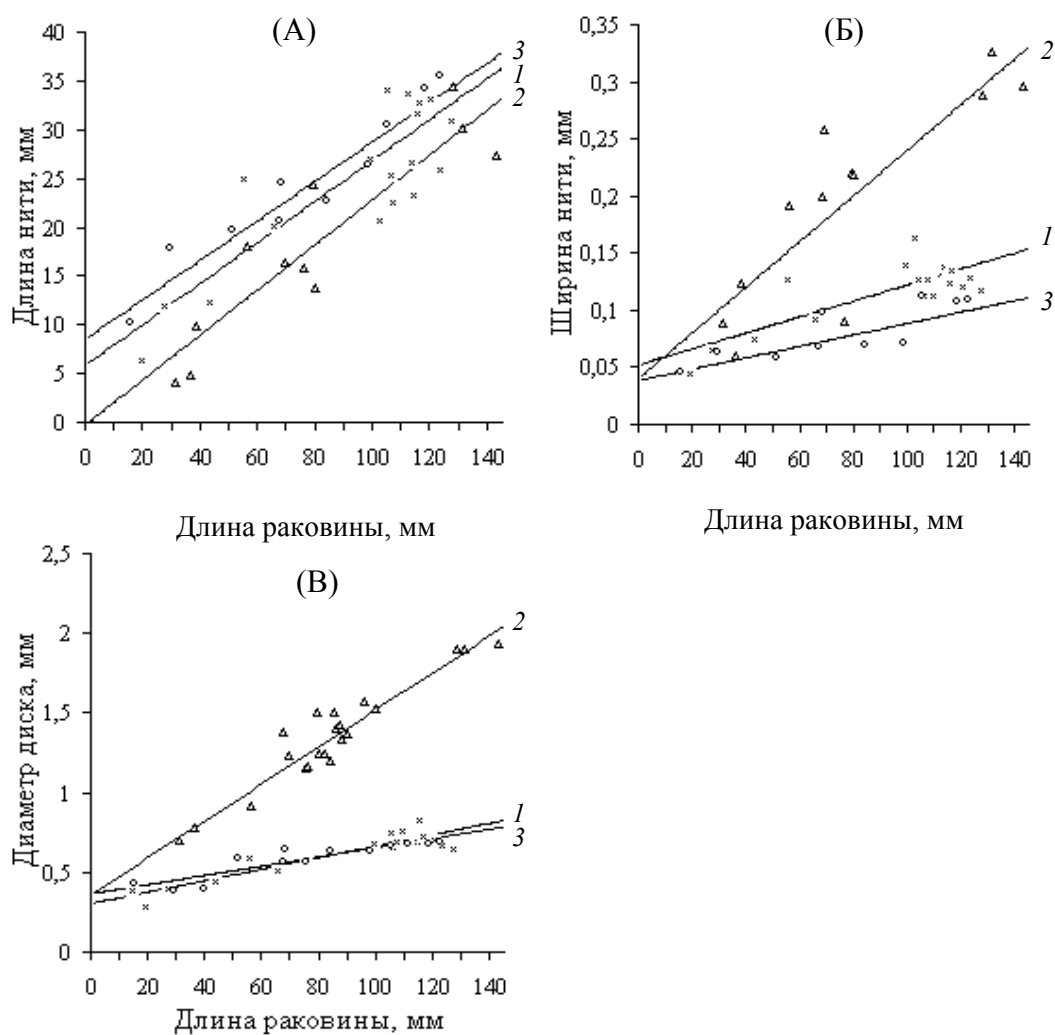 (А)
Длина нити, мм
40
35
30
25
20
15
10
5
0
0 20 40 60 80 100 120 140
3
1
2
Длина раковины, мм
(Б)
Ширина нити, мм
0,35
0,3
0,25
0,2
0,15
0,1
0,05
0
0 20 40 60 80 100 120 140
2
1
3
Длина раковины, мм
(В)
Диаметр диска, мм
2,5
2
1,5
1
0,5
0
0 20 40 60 80 100 120 140
2
1
3
Длина раковины, мм